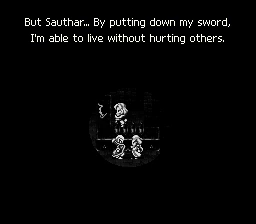 But Sauthar... By putting down my sword,
I'm able to live without hurting others.